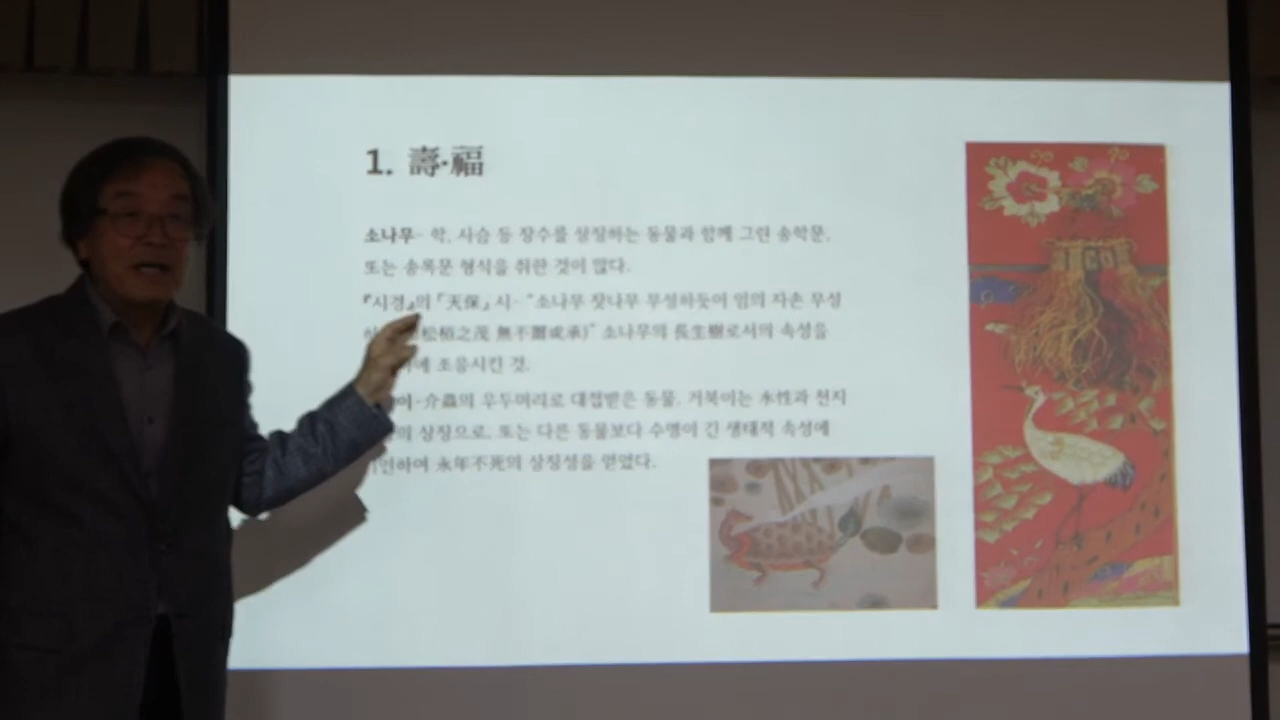 1. 壽·福
소나무- 학, 사슴 등 장수를 상징하는 동물과 함께 그린 송학문,
또는 송록문 형식을 취한 것이 많다.
『시경』의 「天保」 시- "소나무 잣나무 무성하듯이 임의 자손 무성
松栢之茂 無不爾或承)" 소나무의 長生樹로서의 속성을
에 조응시킨 것.
이-介蟲의 우두머리로 대접받은 동물. 거북이는 水性과 천지
의 상징으로, 또는 다른 동물보다 수명이 긴 생태적 속성에
인하여 永年不死의 상징성을 얻었다.